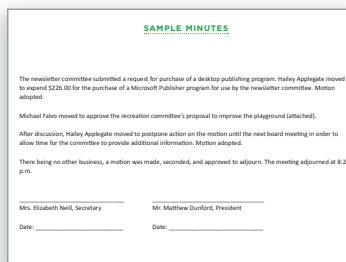 SAMPLE MINUTES
The newsletter committee submitted a request for purchase of a desktop publishing program. Hailey Applegate moved
to expend $226.00 for the purchase of a Microsoft Publisher program for use by the newsletter committee. Motion
adopted.
Michael Falvo moved to approve the recreation committee's proposal to improve the playground (attached).
After discussion, Hailey Applegate moved to postpone action on the motion until the next board meeting in order to
allow time for the committee to provide additional information. Motion adopted.
There being no other business, a motion was made, seconded, and approved to adjourn. The meeting adjourned at 8:2
p.m.
Mrs. Elizabeth Neill, Secretary Mr. Matthew Dunford, President
Date: __________________________ Date: __________________________